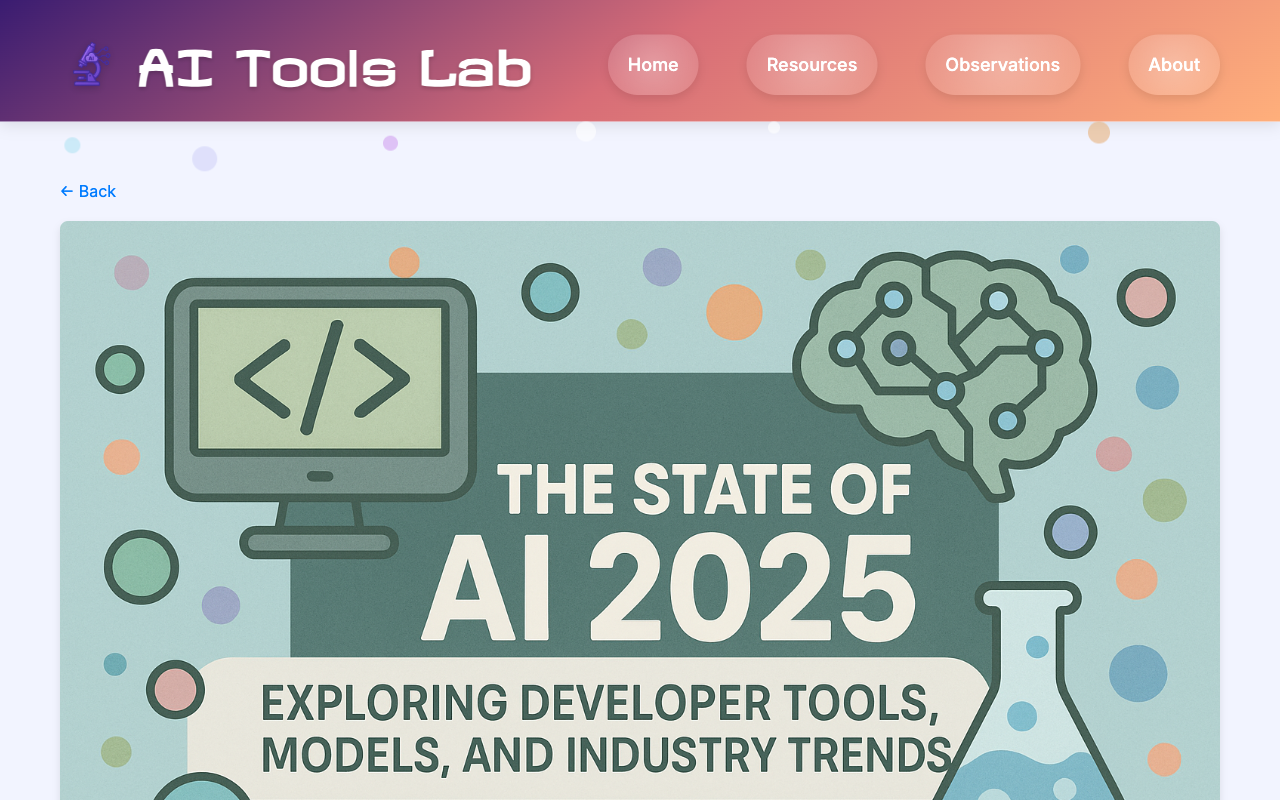 AI Tools Lab
Home
Resources
Observations
About
← Back
</>
THE STATE OF
AI 2025
EXPLORING DEVELOPER TOOLS,
MODELS, AND INDUSTRY TRENDS